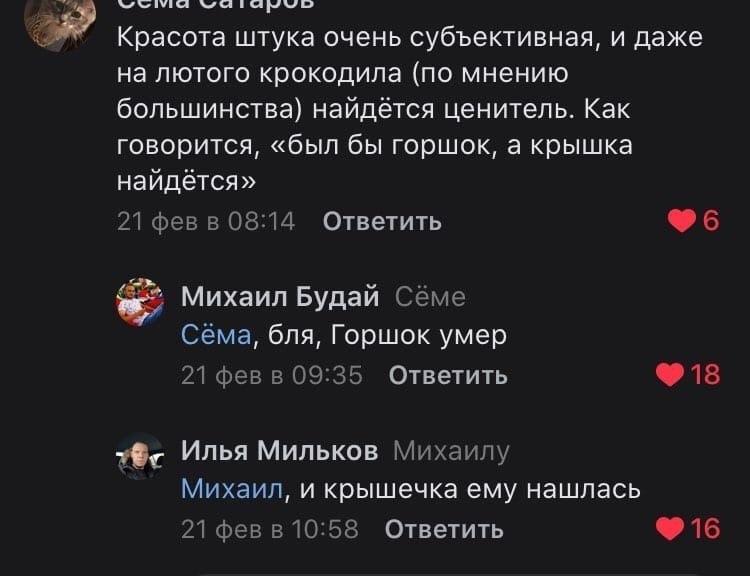 Сёма Сатаров
Красота штука очень субъективная, и даже
на лютого крокодила (по мнению
большинства) найдётся ценитель. Как
говорится, «был бы горшок, а крышка
найдётся»
21 фев в 08:14 Ответить 6
Михаил Будай Сёме
Сёма, бля, Горшок умер
21 фев в 09:35 Ответить 18
Илья Мильков Михаилу
Михаил, и крышечка ему нашлась
21 фев в 10:58 Ответить 16